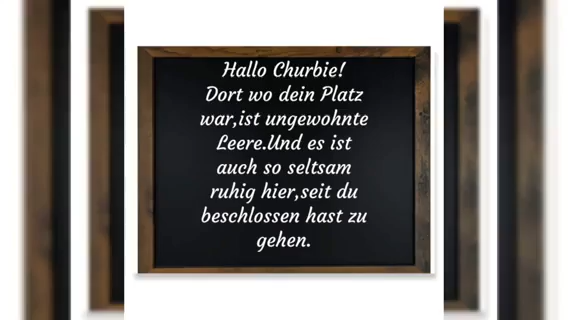 Hallo Churbie!
Dort wo dein Platz
war,ist ungewohnte
Leere.Und es ist
auch so seltsam
ruhig hier,seit du
beschlossen hast zu
gehen.